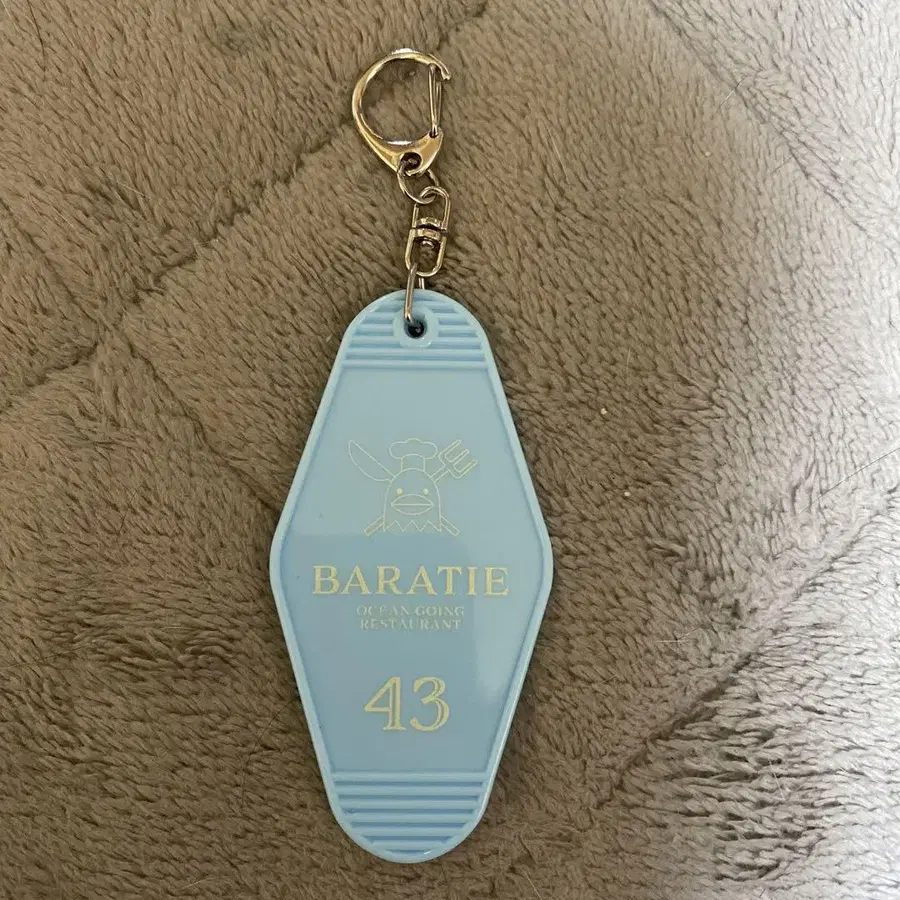 BARATIE
OCEAN GOING
RESTAURANT
43